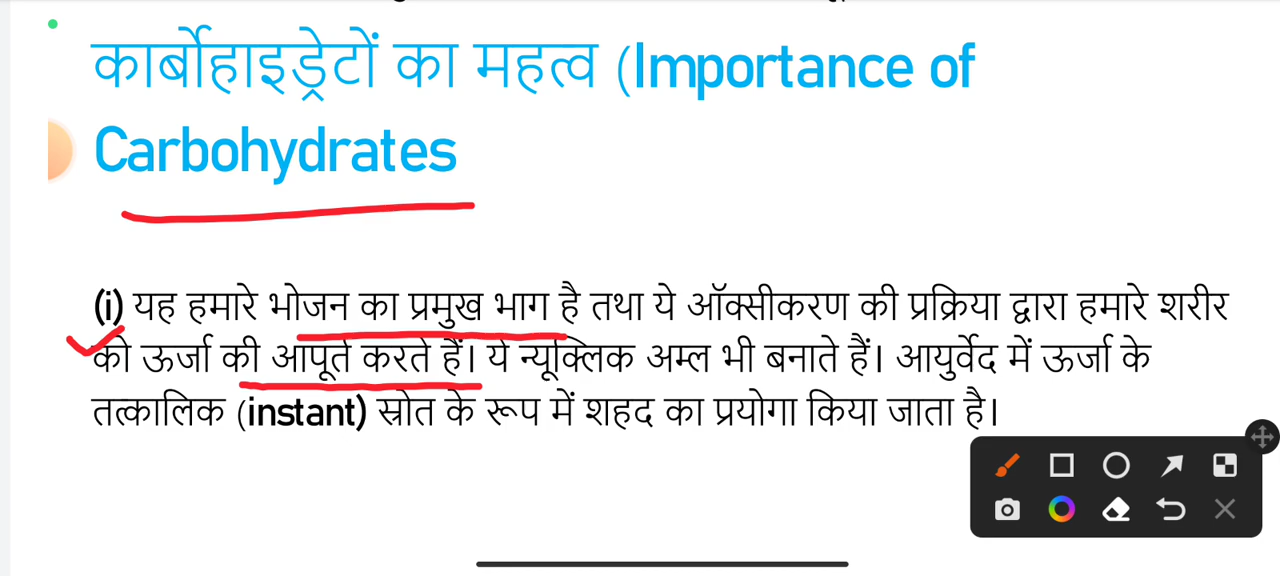 कार्बोहाइड्रेटों का महत्व (Importance of
Carbohydrates
(i) यह हमारे भोजन का प्रमुख भाग है तथा ये ऑक्सीकरण की प्रक्रिया द्वारा हमारे शरीर
को ऊर्जा की आपूर्त करते हैं। ये न्यूक्लिक अम्ल भी बनाते हैं। आयुर्वेद में ऊर्जा के
तत्कालिक (instant) स्रोत के रूप में शहद का प्रयोगा किया जाता है।